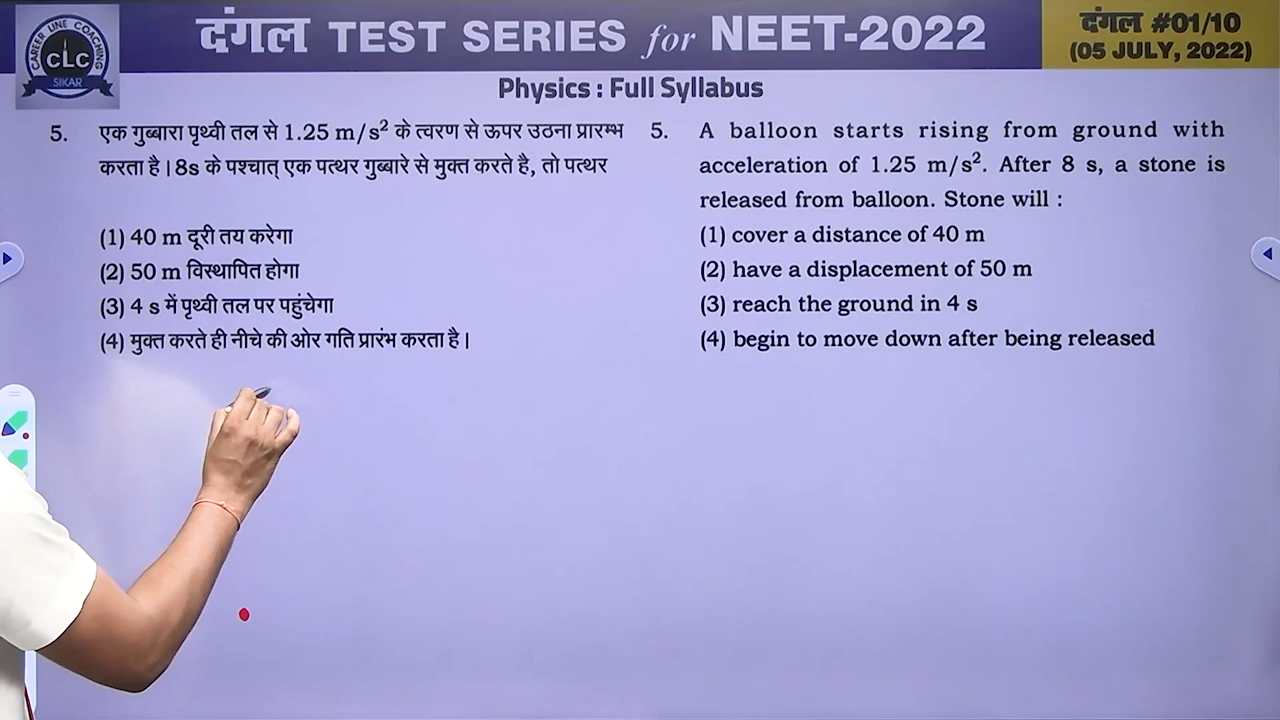 दंगल TEST SERIES for NEET-2022
दंगल #01/10
(05 JULY, 2022)
CAREER LINE COACHING
CLC
SIKAR
Physics : Full Syllabus
5. एक गुब्बारा पृथ्वी तल से 1.25 m/s² के त्वरण से ऊपर उठना प्रारम्भ
करता है। 8s के पश्चात् एक पत्थर गुब्बारे से मुक्त करते है, तो पत्थर
(1) 40 m दूरी तय करेगा
(2) 50 m विस्थापित होगा
(3) 4 s में पृथ्वी तल पर पहुंचेगा
(4) मुक्त करते ही नीचे की ओर गति प्रारंभ करता है।
5. A balloon starts rising from ground with
acceleration of 1.25 m/s². After 8 s, a stone is
released from balloon. Stone will :
(1) cover a distance of 40 m
(2) have a displacement of 50 m
(3) reach the ground in 4 s
(4) begin to move down after being released